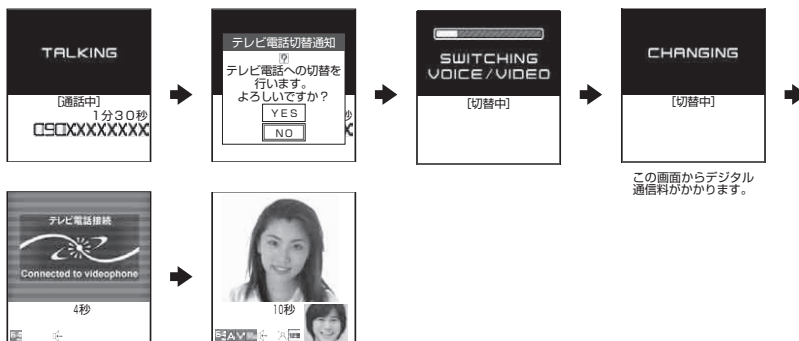 TALKING
[通話中]
1分30秒
090XXXXXXXX
テレビ電話切替通知
テレビ電話への切替を
行います。
よろしいですか？
YES
NO
秒
X
SWITCHING
VOICE/VIDEO
[切替中]
CHANGING
[切替中]
この画面からデジタル
通信料がかかります。
テレビ電話接続
Connected to videophone
4秒
10秒